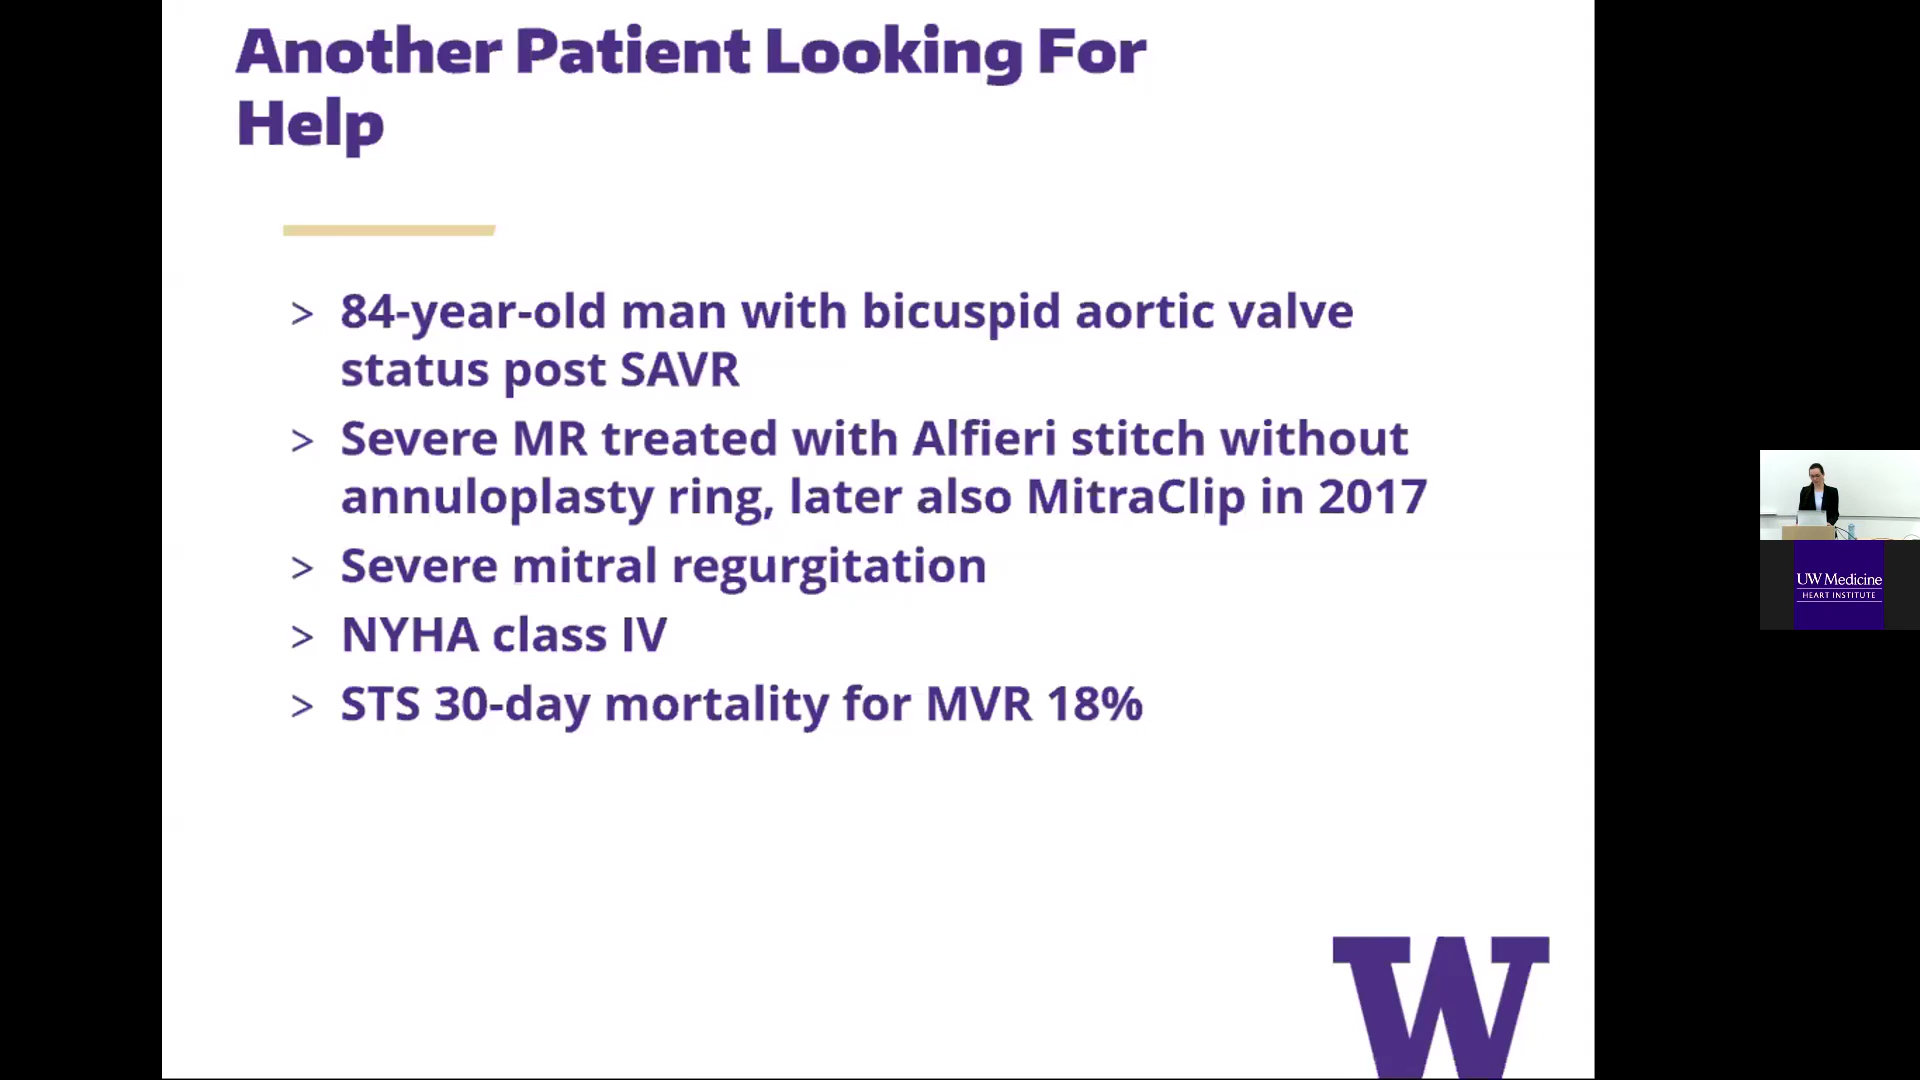 Another Patient Looking For
Help
> 84-year-old man with bicuspid aortic valve
status post SAVR
> Severe MR treated with Alfieri stitch without
annuloplasty ring, later also MitraClip in 2017
> Severe mitral regurgitation
> NYHA class IV
> STS 30-day mortality for MVR 18%
W
UW Medicine
HEART INSTITUTE